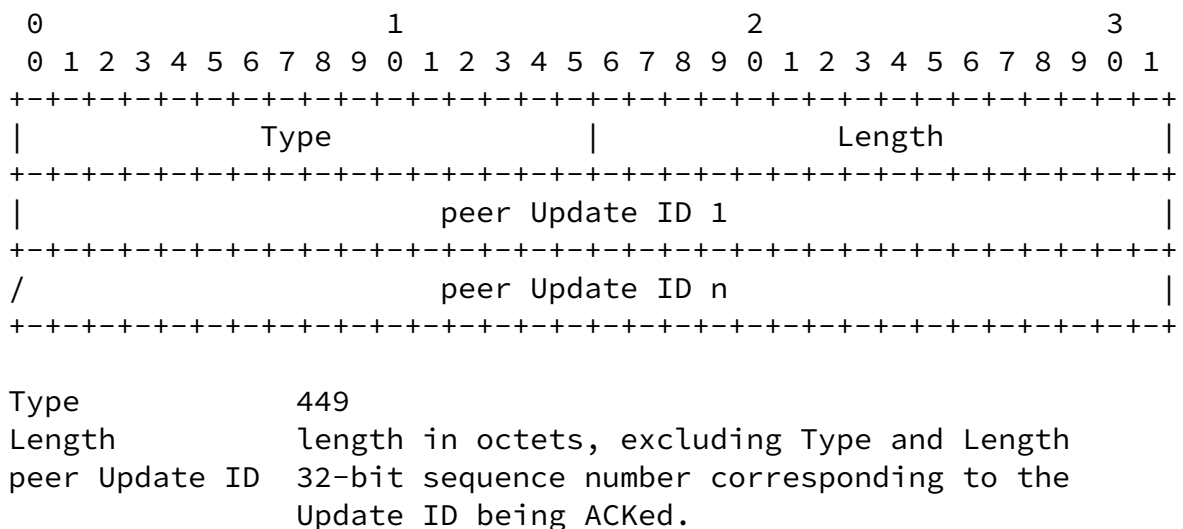 0                   1                   2                   3
 0 1 2 3 4 5 6 7 8 9 0 1 2 3 4 5 6 7 8 9 0 1 2 3 4 5 6 7 8 9 0 1
+-+-+-+-+-+-+-+-+-+-+-+-+-+-+-+-+-+-+-+-+-+-+-+-+-+-+-+-+-+-+-+-+
|             Type              |             Length            |
+-+-+-+-+-+-+-+-+-+-+-+-+-+-+-+-+-+-+-+-+-+-+-+-+-+-+-+-+-+-+-+-+
|                       peer Update ID 1                        |
+-+-+-+-+-+-+-+-+-+-+-+-+-+-+-+-+-+-+-+-+-+-+-+-+-+-+-+-+-+-+-+-+
/                       peer Update ID n                        |
+-+-+-+-+-+-+-+-+-+-+-+-+-+-+-+-+-+-+-+-+-+-+-+-+-+-+-+-+-+-+-+-+
Type            449
Length          length in octets, excluding Type and Length
peer Update ID  32-bit sequence number corresponding to the
                Update ID being ACKed.